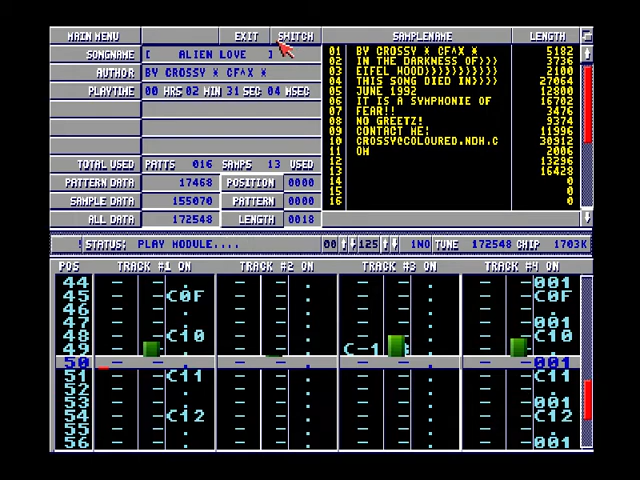 MAIN MENU EXIT SWITCH SAMPLENAME LENGTH
SONGNAME [ ALIEN LOVE ]
AUTHOR BY CROSSY * CF^X *
PLAYTIME 00 HRS 02 MIN 31 SEC 04 MSEC
TOTAL USED PATTS 016 SAMPS 13 USED
PATTERN DATA 17468 POSITION 0000
SAMPLE DATA 155070 PATTERN 0000
ALL DATA 172548 LENGTH 0018
01 BY CROSSY * CF^X * 5182
02 IN THE DARKNESS OF))) 3736
03 EIFEL WOOD)))))))))))) 2100
04 THIS SONG DIED IN))) 27064
05 JUNE 1992 12800
06 IT IS A SYMPHONIE OF 16702
07 FEAR!! 3476
08 NO GREETZ! 9374
09 CONTACT ME: 11996
10 CROSSY@COLOURED.NDH.C 30912
11 OM 2006
12 13296
13 16428
14 0
15 0
16 0
! STATUS: PLAY MODULE.... 00 125 1NO TUNE 172548 CHIP 1703K
POS TRACK #1 ON TRACK #2 ON TRACK #3 ON TRACK #4 ON
44 - - . - - . - - . - - 001
45 - - C0F - - . - - . - - C0F
46 - - . - - . - - . - - .
47 - - . - - . - - . - - 001
48 - - C10 - - . - - . - - C10
49 - - . - - . C-1 - 001
50 - - . - - . - - . - - 001
51 - - C11 - - . - - . - - C11
52 - - . - - . - - . - - .
53 - - . - - . - - . - - 001
54 - - C12 - - . - - . - - C12
55 - - . - - . - - . - - .
56 - - . - - . - - . - - 001